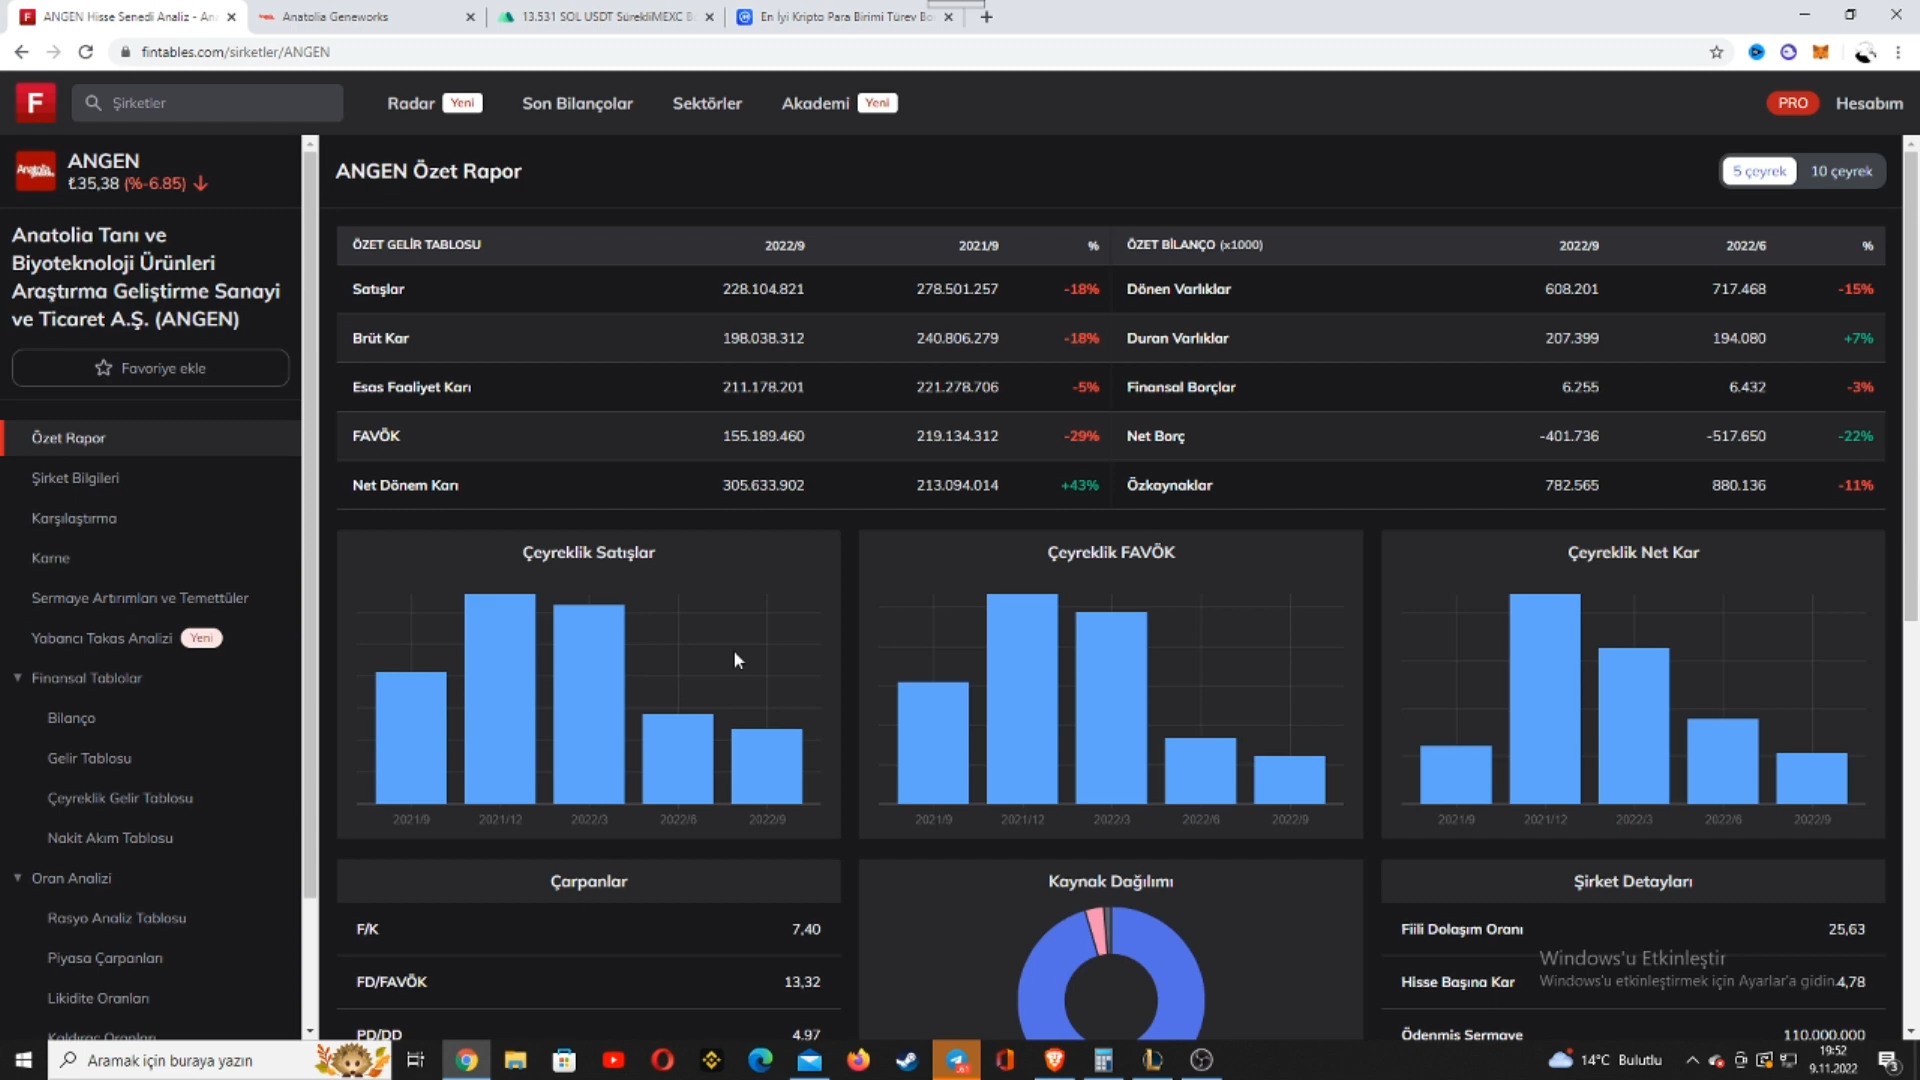 ANGEN Hisse Senedi Analiz - An
Anatolia Geneworks
13.531 SOL USDT SürekliMEXC B
En İyi Kripto Para Birimi Türev Bo
fintables.com/sirketler/ANGEN
F
Şirketler
Radar Yeni
Son Bilançolar
Sektörler
Akademi Yeni
PRO
Hesabım
Anatolia
ANGEN
₺35,38 (%-6.85)
Anatolia Tanı ve
Biyoteknoloji Ürünleri
Araştırma Geliştirme Sanayi
ve Ticaret A.Ş. (ANGEN)
Favoriye ekle
Özet Rapor
Şirket Bilgileri
Karşılaştırma
Karne
Sermaye Artırımları ve Temettüler
Yabancı Takas Analizi Yeni
Finansal Tablolar
Bilanço
Gelir Tablosu
Çeyreklik Gelir Tablosu
Nakit Akım Tablosu
Oran Analizi
Rasyo Analiz Tablosu
Piyasa Çarpanları
Likidite Oranları
Kaldıraç Oranları
ANGEN Özet Rapor
5 çeyrek
10 çeyrek
ÖZET GELİR TABLOSU 2022/9 2021/9 %
Satışlar 228.104.821 278.501.257 -18%
Brüt Kar 198.038.312 240.806.279 -18%
Esas Faaliyet Karı 211.178.201 221.278.706 -5%
FAVÖK 155.189.460 219.134.312 -29%
Net Dönem Karı 305.633.902 213.094.014 +43%
ÖZET BİLANÇO (x1000) 2022/9 2022/6 %
Dönen Varlıklar 608.201 717.468 -15%
Duran Varlıklar 207.399 194.080 +7%
Finansal Borçlar 6.255 6.432 -3%
Net Borç -401.736 -517.650 -22%
Özkaynaklar 782.565 880.136 -11%
Çeyreklik Satışlar
2021/9 2021/12 2022/3 2022/6 2022/9
Çeyreklik FAVÖK
2021/9 2021/12 2022/3 2022/6 2022/9
Çeyreklik Net Kar
2021/9 2021/12 2022/3 2022/6 2022/9
Çarpanlar
F/K 7,40
FD/FAVÖK 13,32
PD/DD 4,97
Kaynak Dağılımı
Şirket Detayları
Fiili Dolaşım Oranı 25,63
Hisse Başına Kar 4,78
Ödenmiş Sermaye 110.000.000
Windows'u Etkinleştir
Windows'u etkinleştirmek için Ayarlar'a gidin.
Aramak için buraya yazın
14°C Bulutlu
19:52
9.11.2022
3